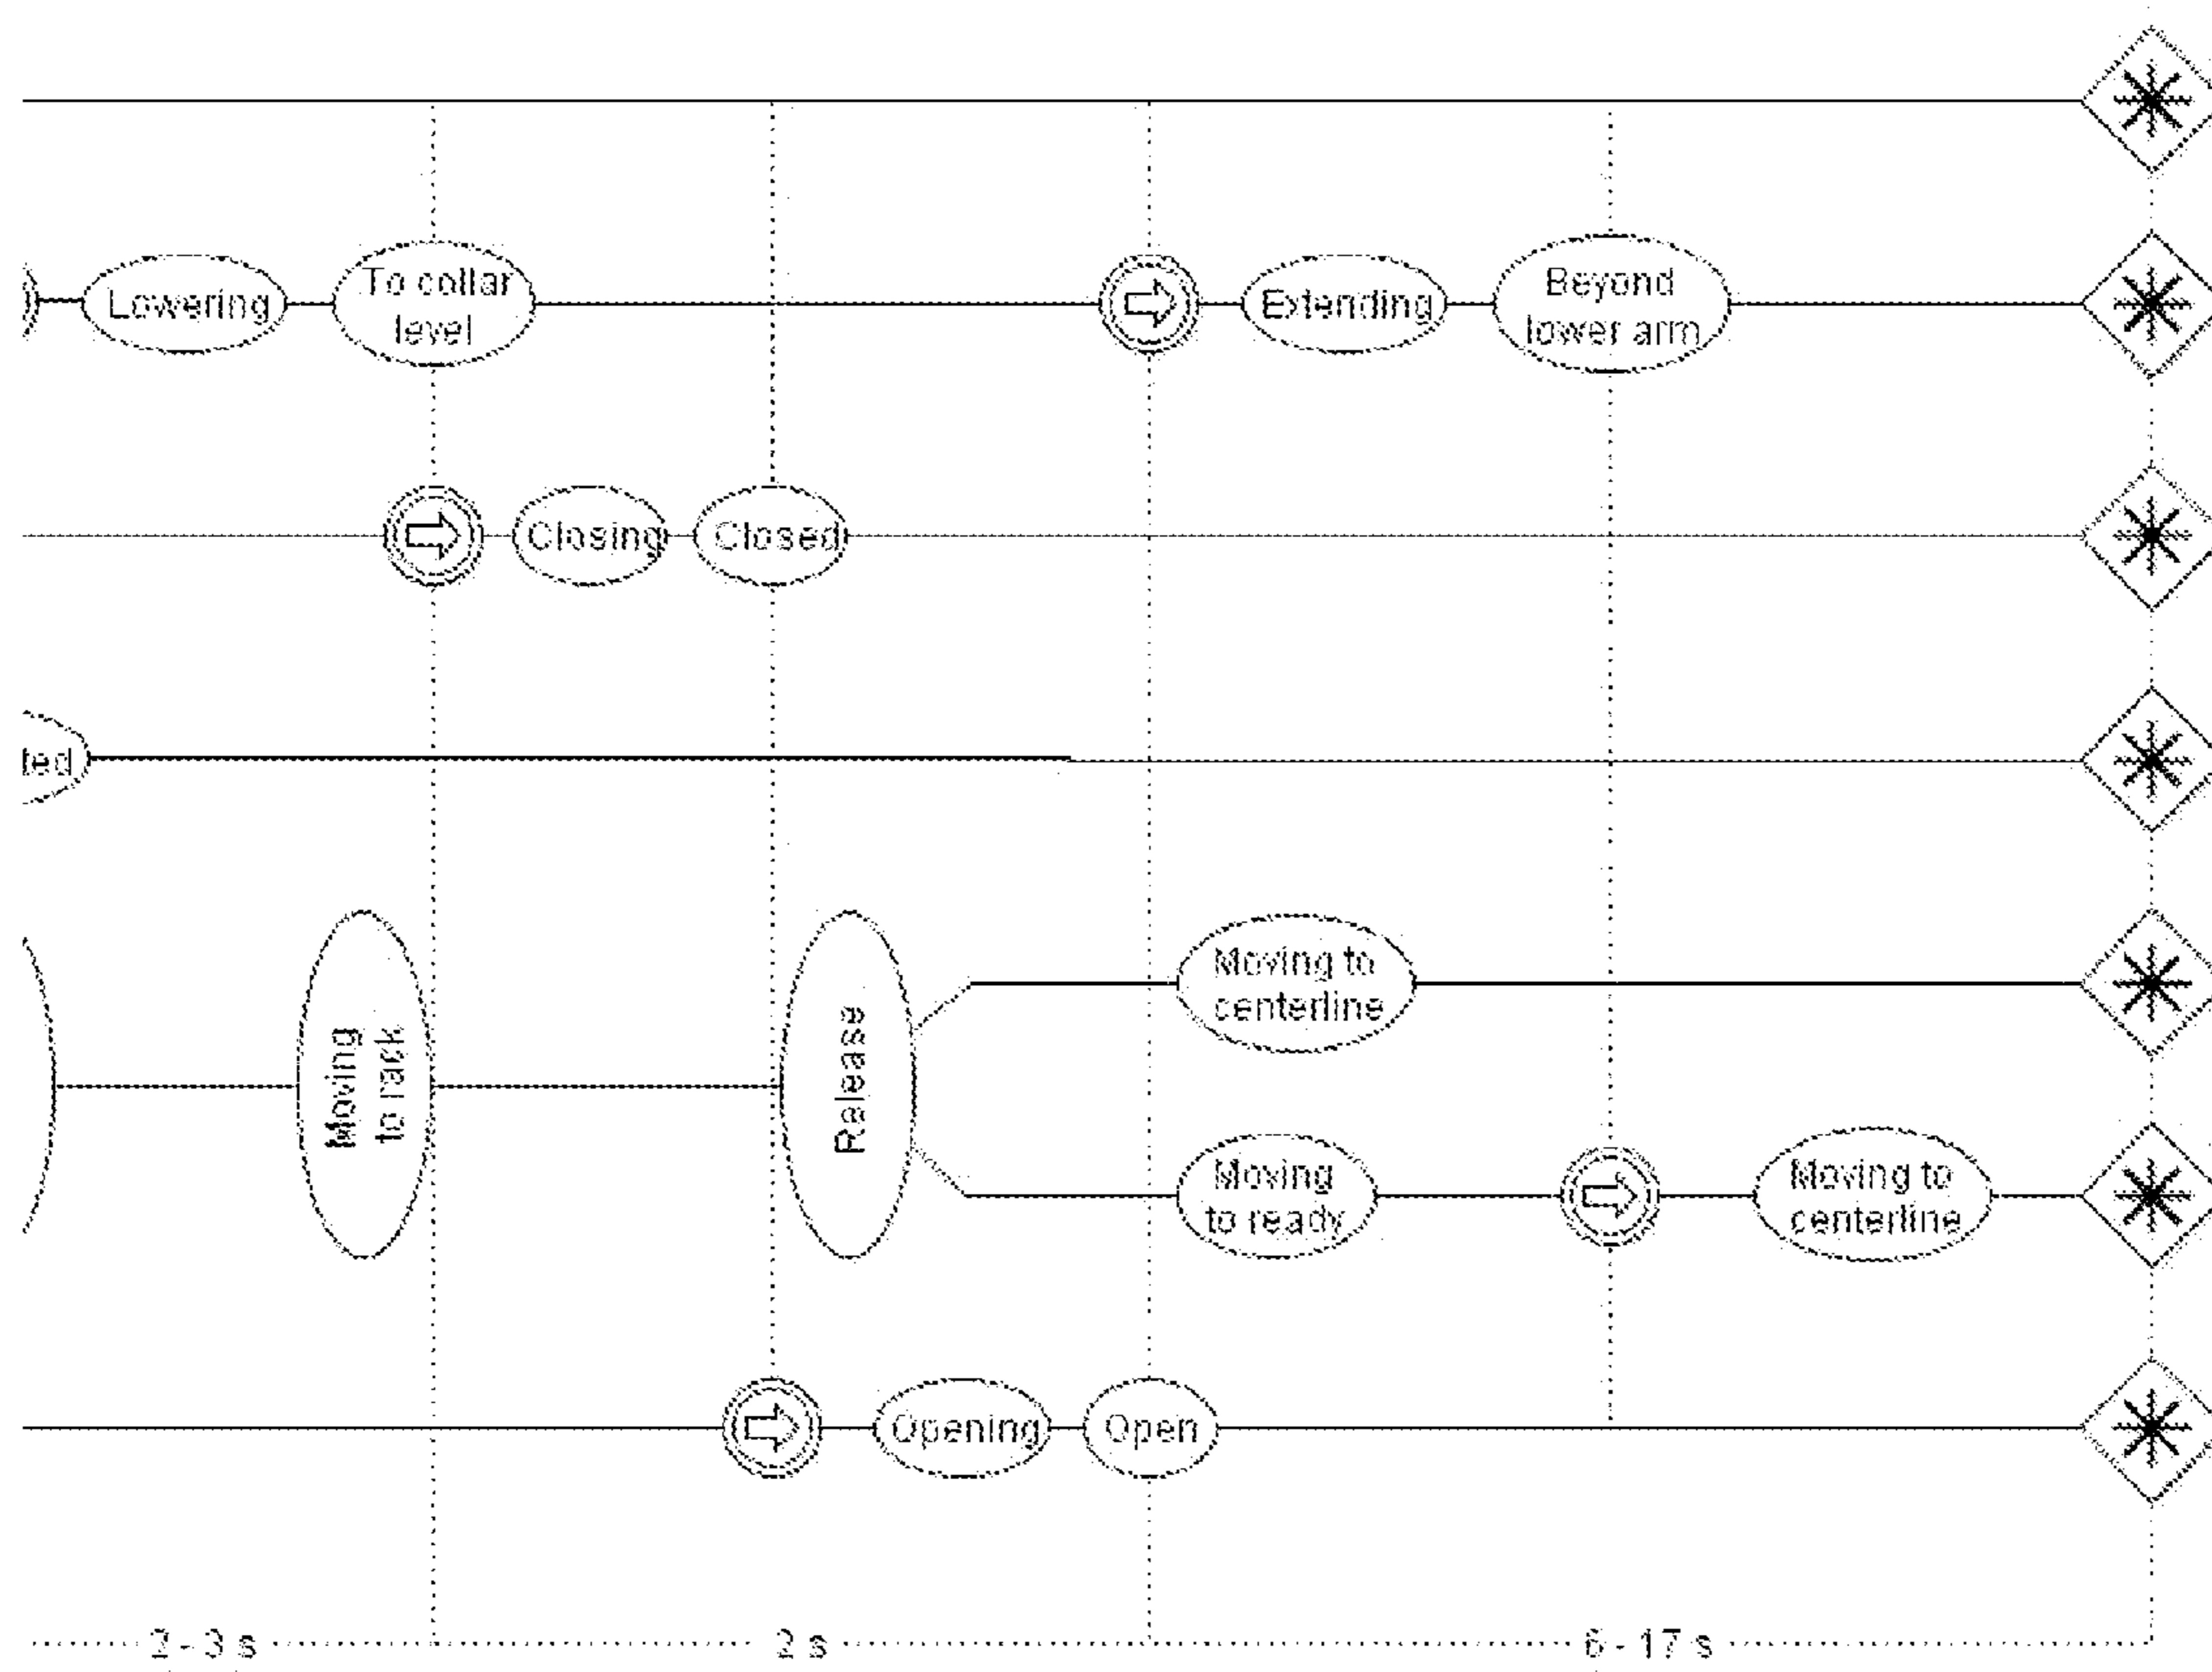 Lowering
To collar
level
Extending
Beyond
lower arm
Closing
Closed
ted
Moving to
centerline
Moving
to rack
Release
Moving
to ready
Moving to
centerline
Opening
Open
2 - 3 s
2 s
6 - 17 s